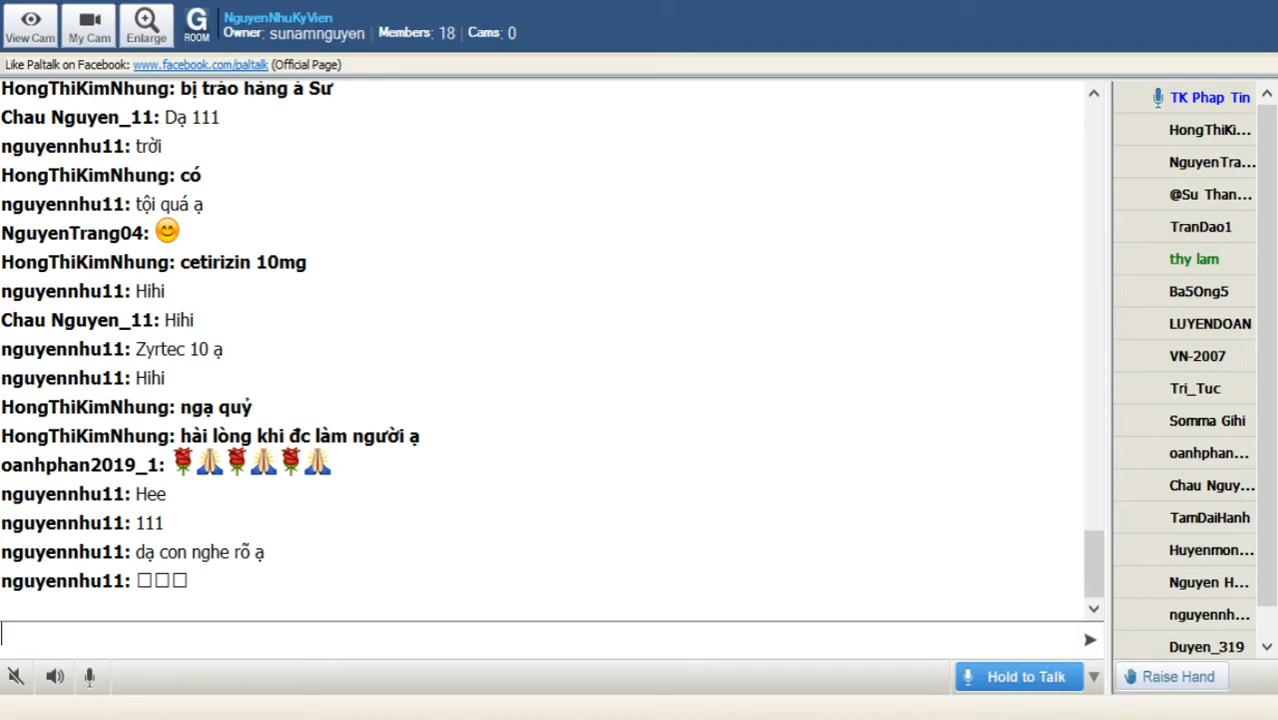 View Cam
My Cam
Enlarge
G
ROOM
NguyenNhuKyVien
Owner: sunamnguyen | Members: 18 | Cams: 0
Like Paltalk on Facebook: www.facebook.com/paltalk (Official Page)
HongThiKimNhung: bị tráo hàng à Sư
Chau Nguyen_11: Dạ 111
nguyennhu11: trời
HongThiKimNhung: có
nguyennhu11: tội quá ạ
NguyenTrang04: 😊
HongThiKimNhung: cetirizin 10mg
nguyennhu11: Hihi
Chau Nguyen_11: Hihi
nguyennhu11: Zyrtec 10 ạ
nguyennhu11: Hihi
HongThiKimNhung: ngạ quỷ
HongThiKimNhung: hài lòng khi đc làm người ạ
oanhphan2019_1: 🌹🙏🌹🙏🌹🙏
nguyennhu11: Hee
nguyennhu11: 111
nguyennhu11: dạ con nghe rõ ạ
nguyennhu11: □□□
TK Phap Tin
HongThiKi...
NguyenTra...
@Su Than...
TranDao1
thy lam
Ba5Ong5
LUYENDOAN
VN-2007
Tri_Tuc
Somma Gihi
oanhphan...
Chau Nguy...
TamDaiHanh
Huyenmon...
Nguyen H...
nguyennh...
Duyen_319
Hold to Talk
Raise Hand